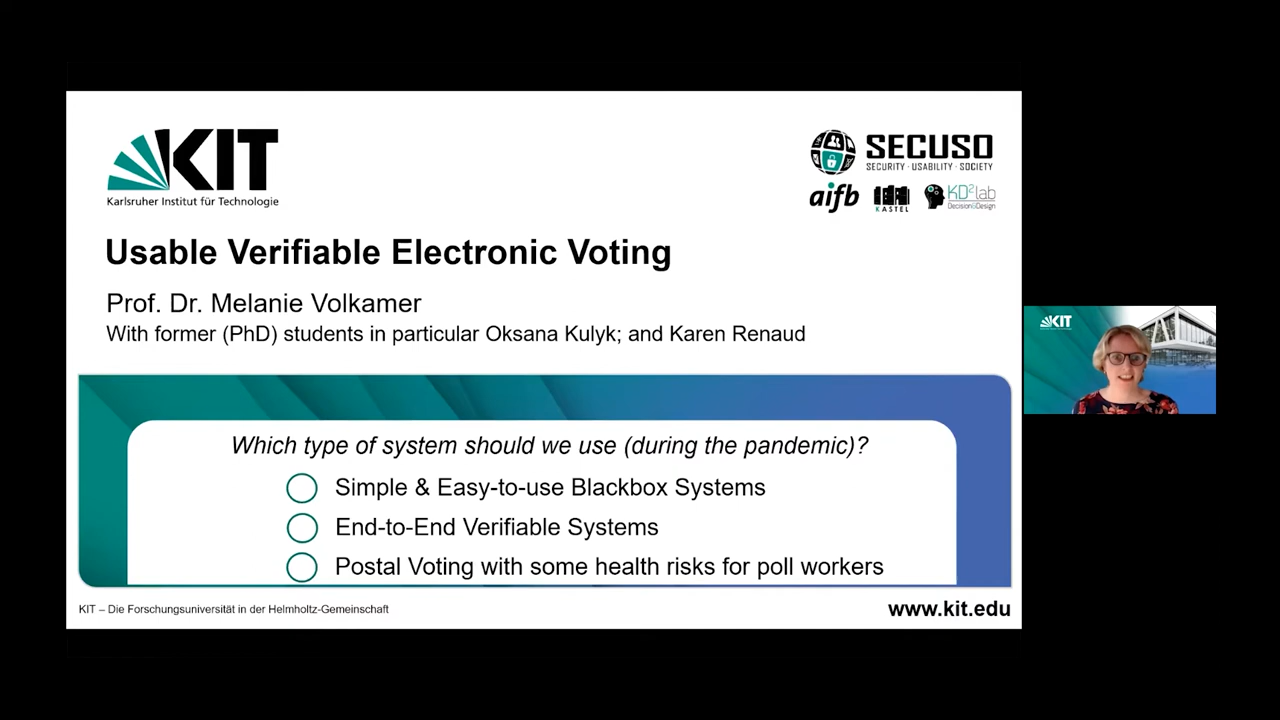 KIT
Karlsruher Institut für Technologie
SECUSO
SECURITY · USABILITY · SOCIETY
aifb
KASTEL
KD²lab
Decision&Design
Usable Verifiable Electronic Voting
Prof. Dr. Melanie Volkamer
With former (PhD) students in particular Oksana Kulyk; and Karen Renaud
KIT
Which type of system should we use (during the pandemic)?
Simple & Easy-to-use Blackbox Systems
End-to-End Verifiable Systems
Postal Voting with some health risks for poll workers
KIT – Die Forschungsuniversität in der Helmholtz-Gemeinschaft
www.kit.edu